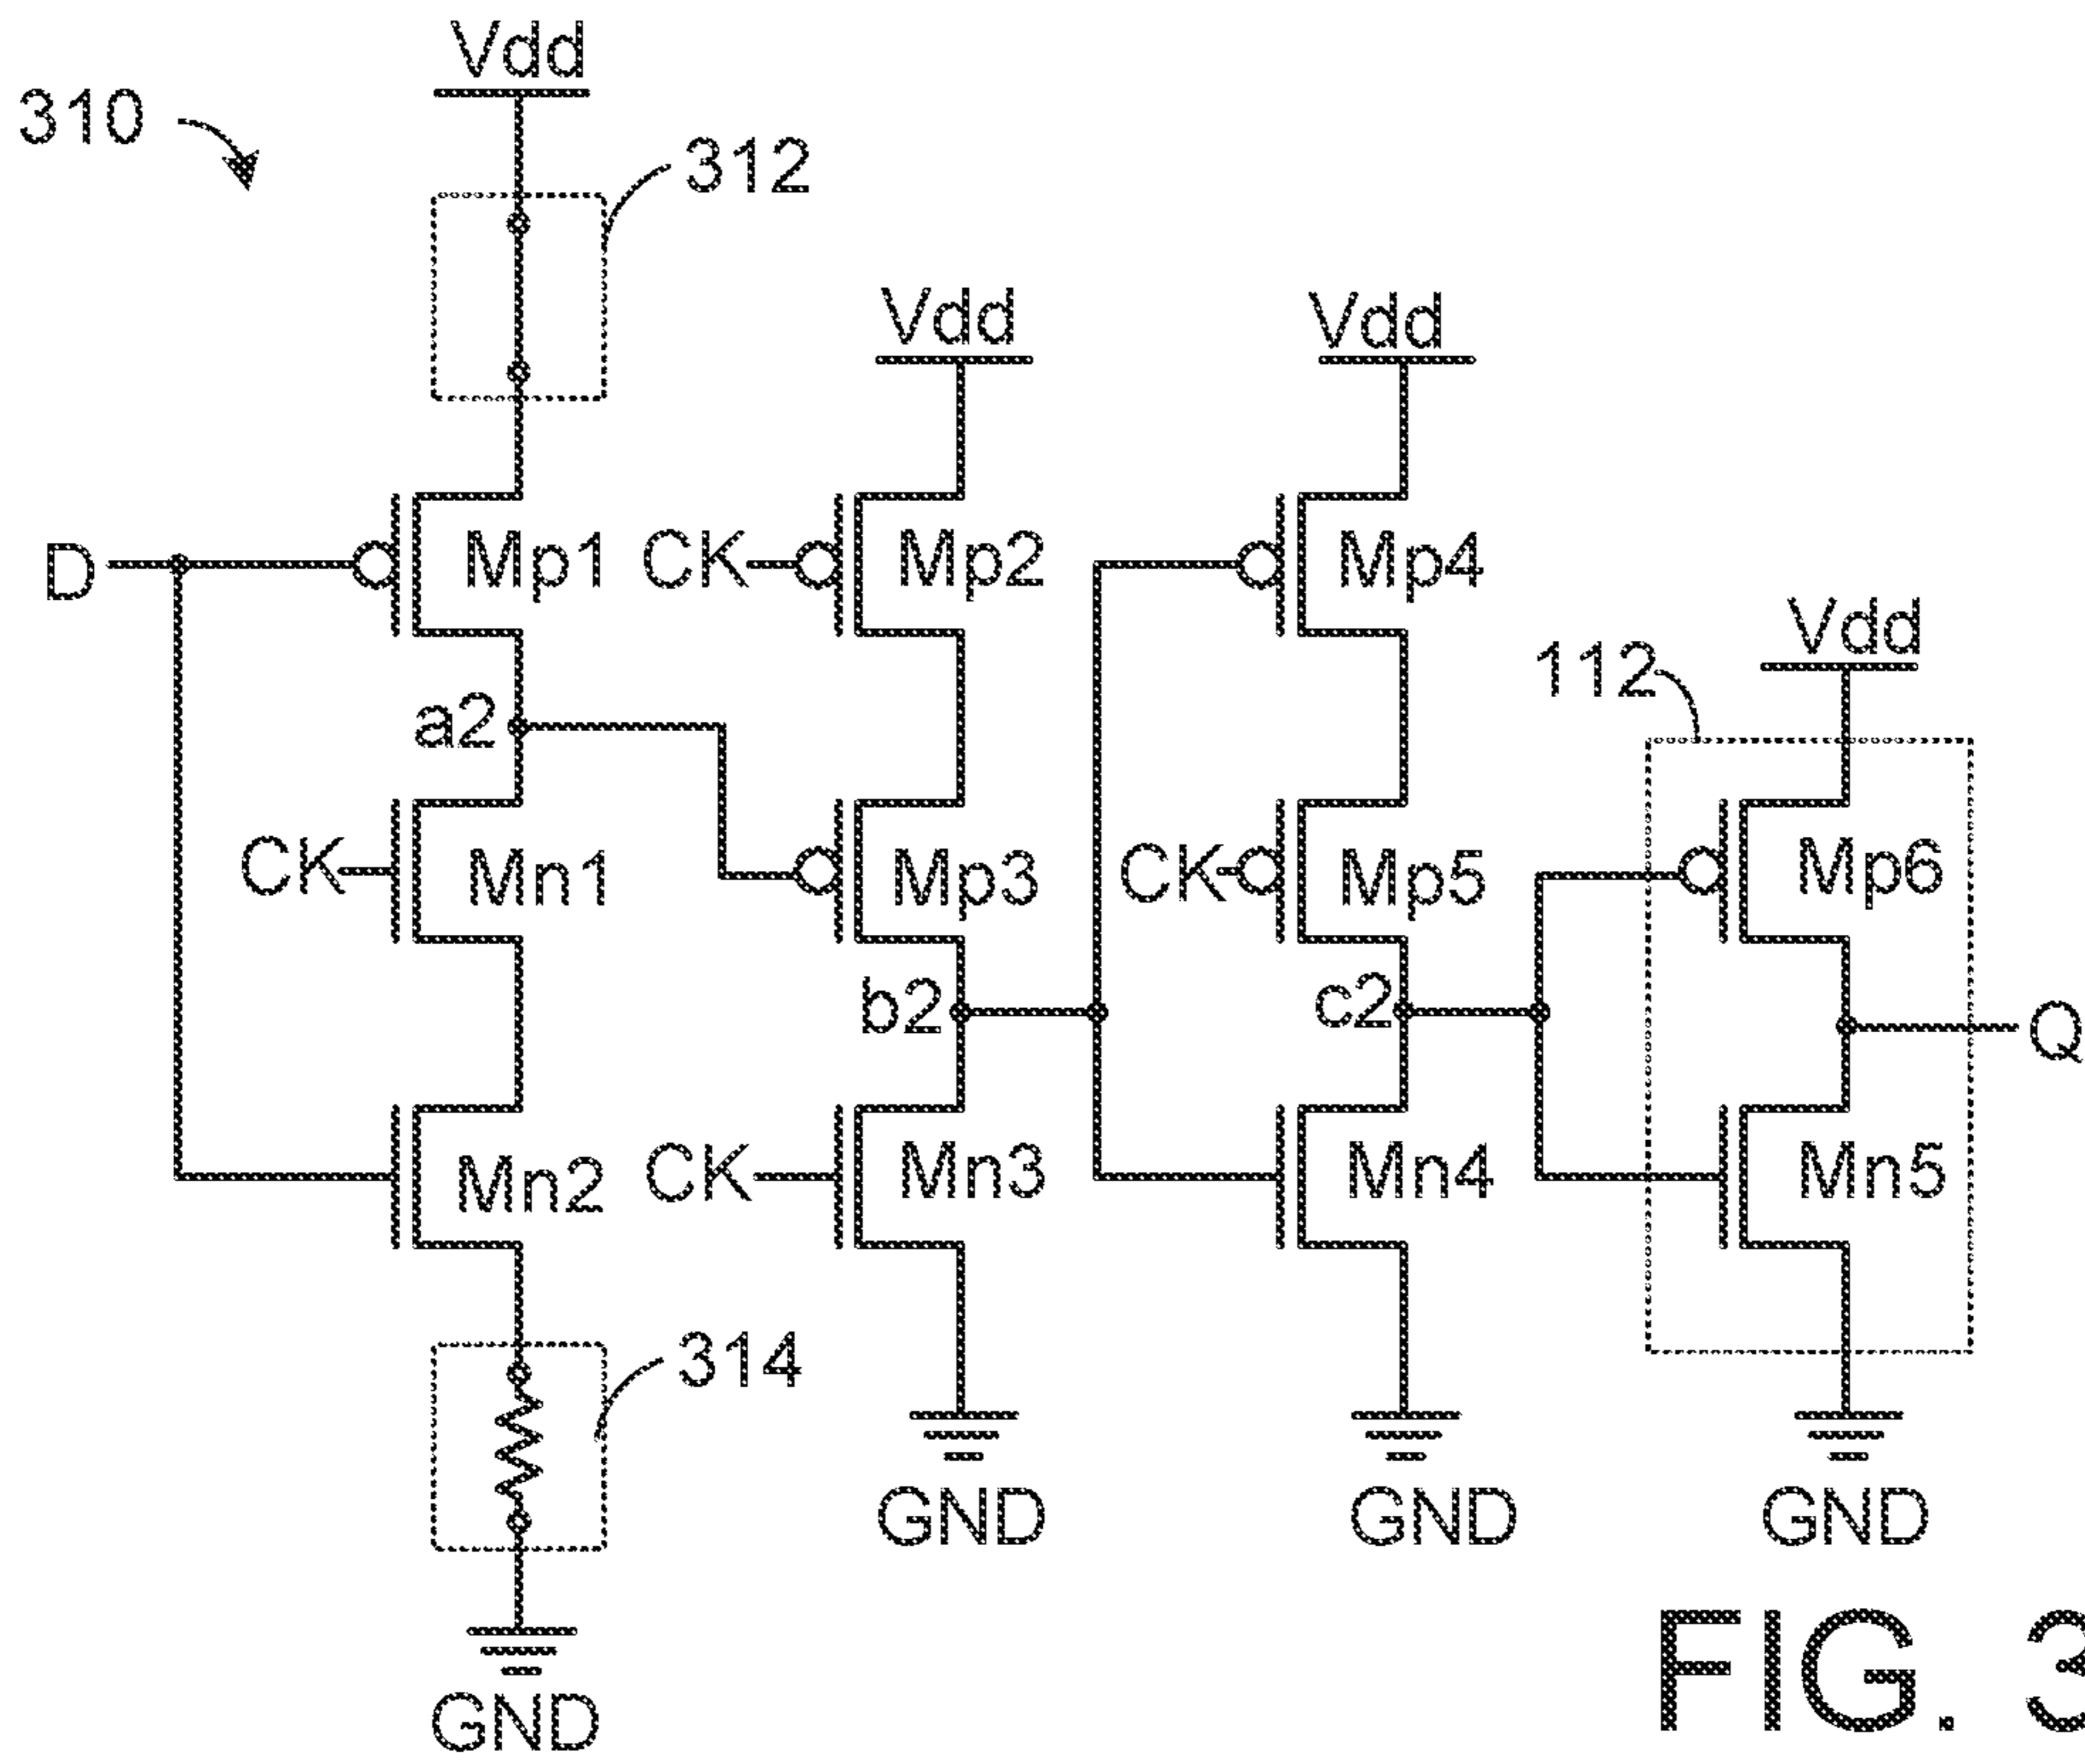 Vdd
310
312
Vdd
Vdd
D
Mp1
CK
Mp2
Mp4
Vdd
112
a2
CK
Mn1
Mp3
CK
Mp5
Mp6
b2
c2
Q
Mn2
CK
Mn3
Mn4
Mn5
314
GND
GND
GND
GND
FIG. 3